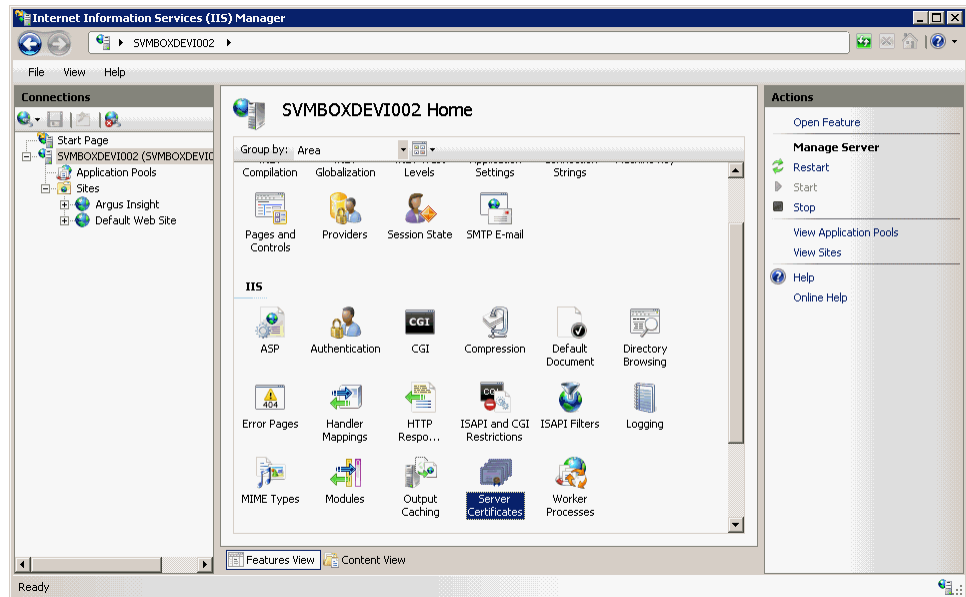 Internet Information Services (IIS) Manager
SVMBOXDEVI002
File View Help
Connections
Start Page
SVMBOXDEVI002 (SVMBOXDEVIC
Application Pools
Sites
Argus Insight
Default Web Site
SVMBOXDEVI002 Home
Group by: Area
Compilation
Globalization
Levels
Settings
Strings
Pages and
Controls
Providers
Session State
SMTP E-mail
IIS
ASP
Authentication
CGI
CGI
Compression
Default
Document
Directory
Browsing
404
Error Pages
Handler
Mappings
HTTP
Respo...
ISAPI and CGI
Restrictions
ISAPI Filters
Logging
MIME Types
Modules
Output
Caching
Server
Certificates
Worker
Processes
Features View
Content View
Actions
Open Feature
Manage Server
Restart
Start
Stop
View Application Pools
View Sites
Help
Online Help
Ready